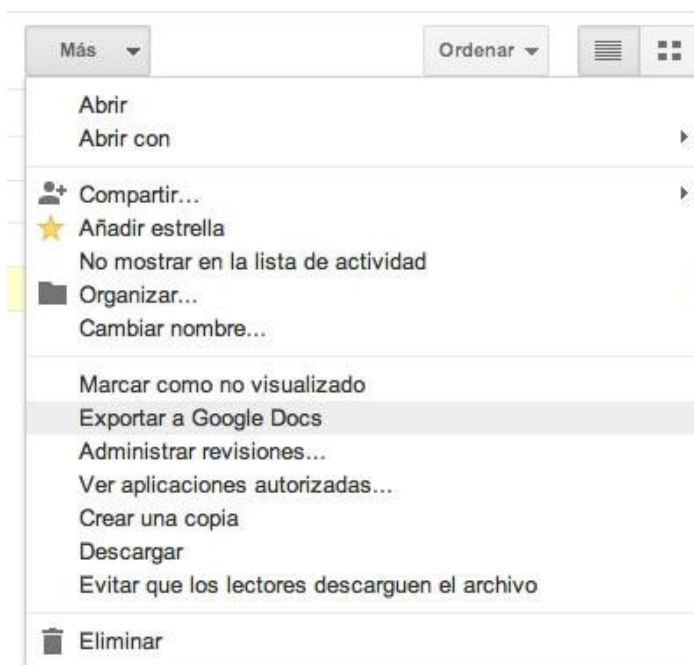 Más
Ordenar
Abrir
Abrir con
Compartir...
Añadir estrella
No mostrar en la lista de actividad
Organizar...
Cambiar nombre...
Marcar como no visualizado
Exportar a Google Docs
Administrar revisiones...
Ver aplicaciones autorizadas...
Crear una copia
Descargar
Evitar que los lectores descarguen el archivo
Eliminar